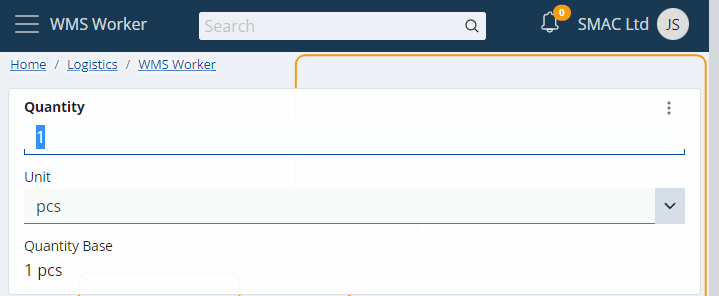 WMS Worker
Search
0
SMAC Ltd
JS
Home / Logistics / WMS Worker
Quantity
1
Unit
pcs
Quantity Base
1 pcs